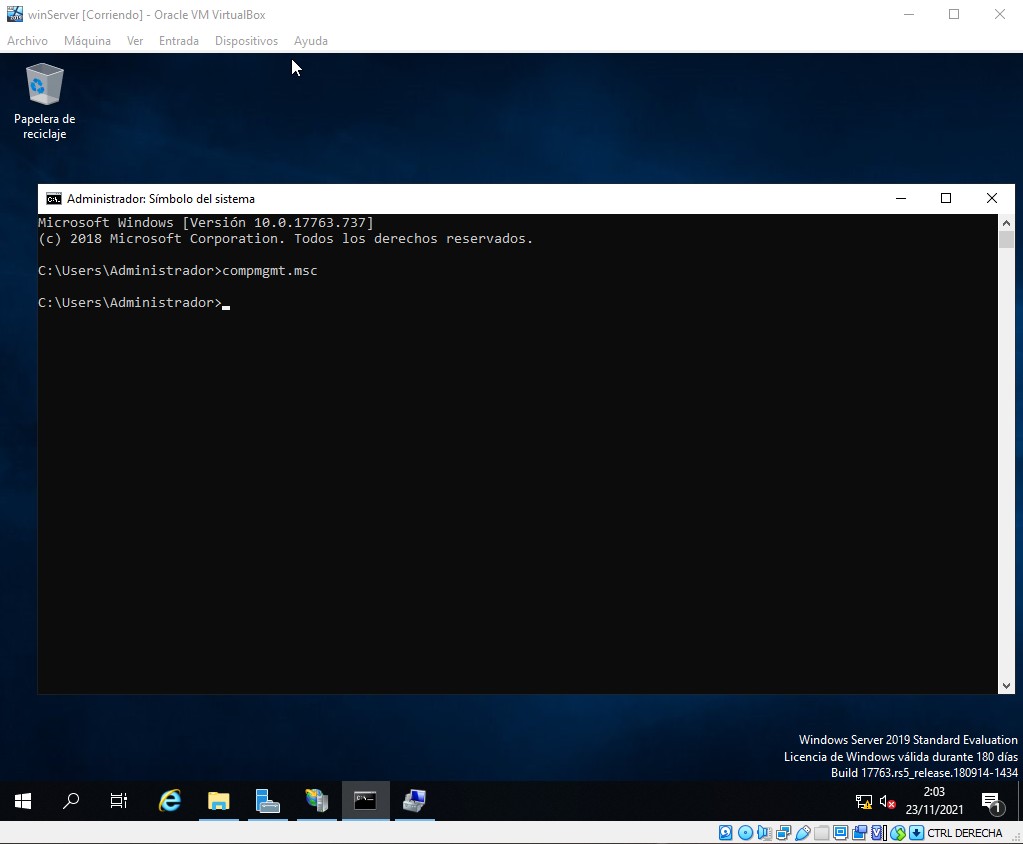 winServer [Corriendo] - Oracle VM VirtualBox
Archivo Máquina Ver Entrada Dispositivos Ayuda
Papelera de
reciclaje
Administrador: Símbolo del sistema
Microsoft Windows [Versión 10.0.17763.737]
(c) 2018 Microsoft Corporation. Todos los derechos reservados.
C:\Users\Administrador>compmgmt.msc
C:\Users\Administrador>
Windows Server 2019 Standard Evaluation
Licencia de Windows válida durante 180 días
Build 17763.rs5_release.180914-1434
2:03
23/11/2021
1
CTRL DERECHA